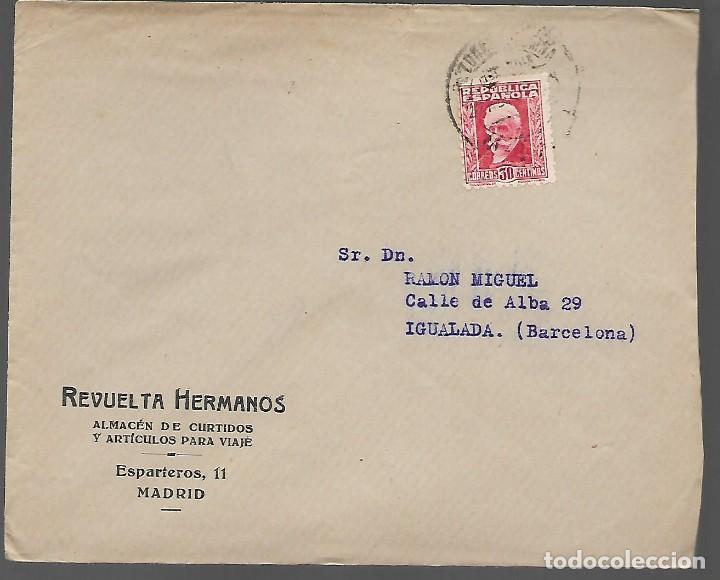 REPUBLICA
ESPAÑOLA
CORREOS 30 CENTIMOS
Sr. Dn.
RAMON MIGUEL
Calle de Alba 29
IGUALADA. (Barcelona)
REVUELTA HERMANOS
ALMACÉN DE CURTIDOS
Y ARTÍCULOS PARA VIAJE
Esparteros, 11
MADRID
todocoleccion